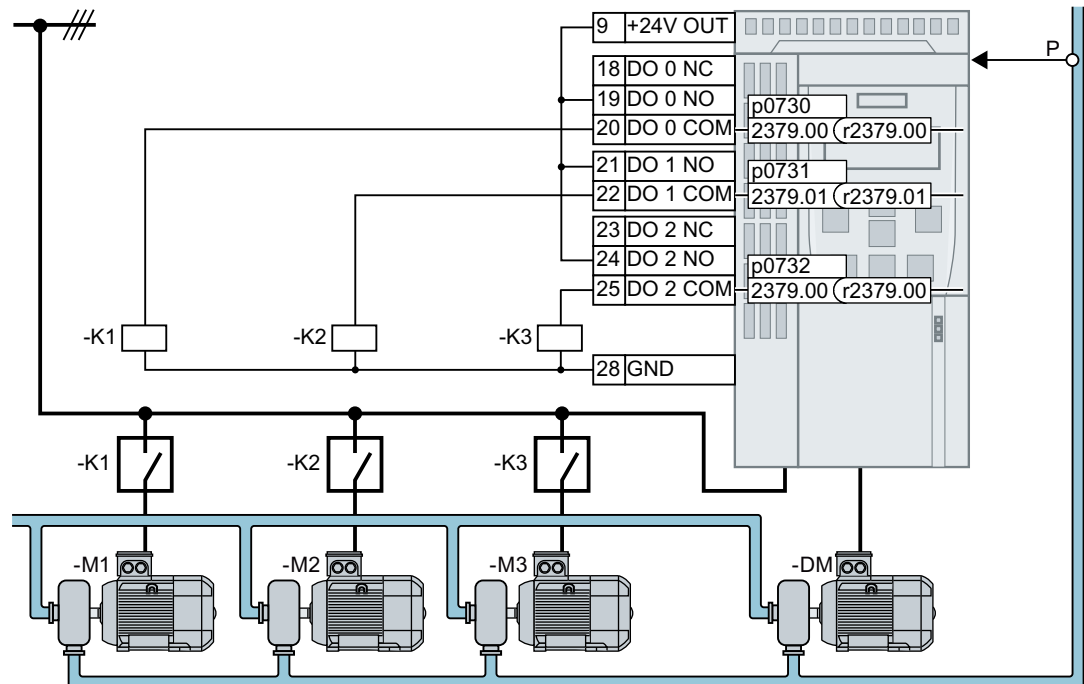 9 +24V OUT
P
18 DO 0 NC
19 DO 0 NO
p0730
20 DO 0 COM 2379.00 r2379.00
21 DO 1 NO
p0731
22 DO 1 COM 2379.01 r2379.01
23 DO 2 NC
24 DO 2 NO
p0732
25 DO 2 COM 2379.00 r2379.00
-K1 -K2 -K3
28 GND
-K1 -K2 -K3
-M1 -M2 -M3 -DM